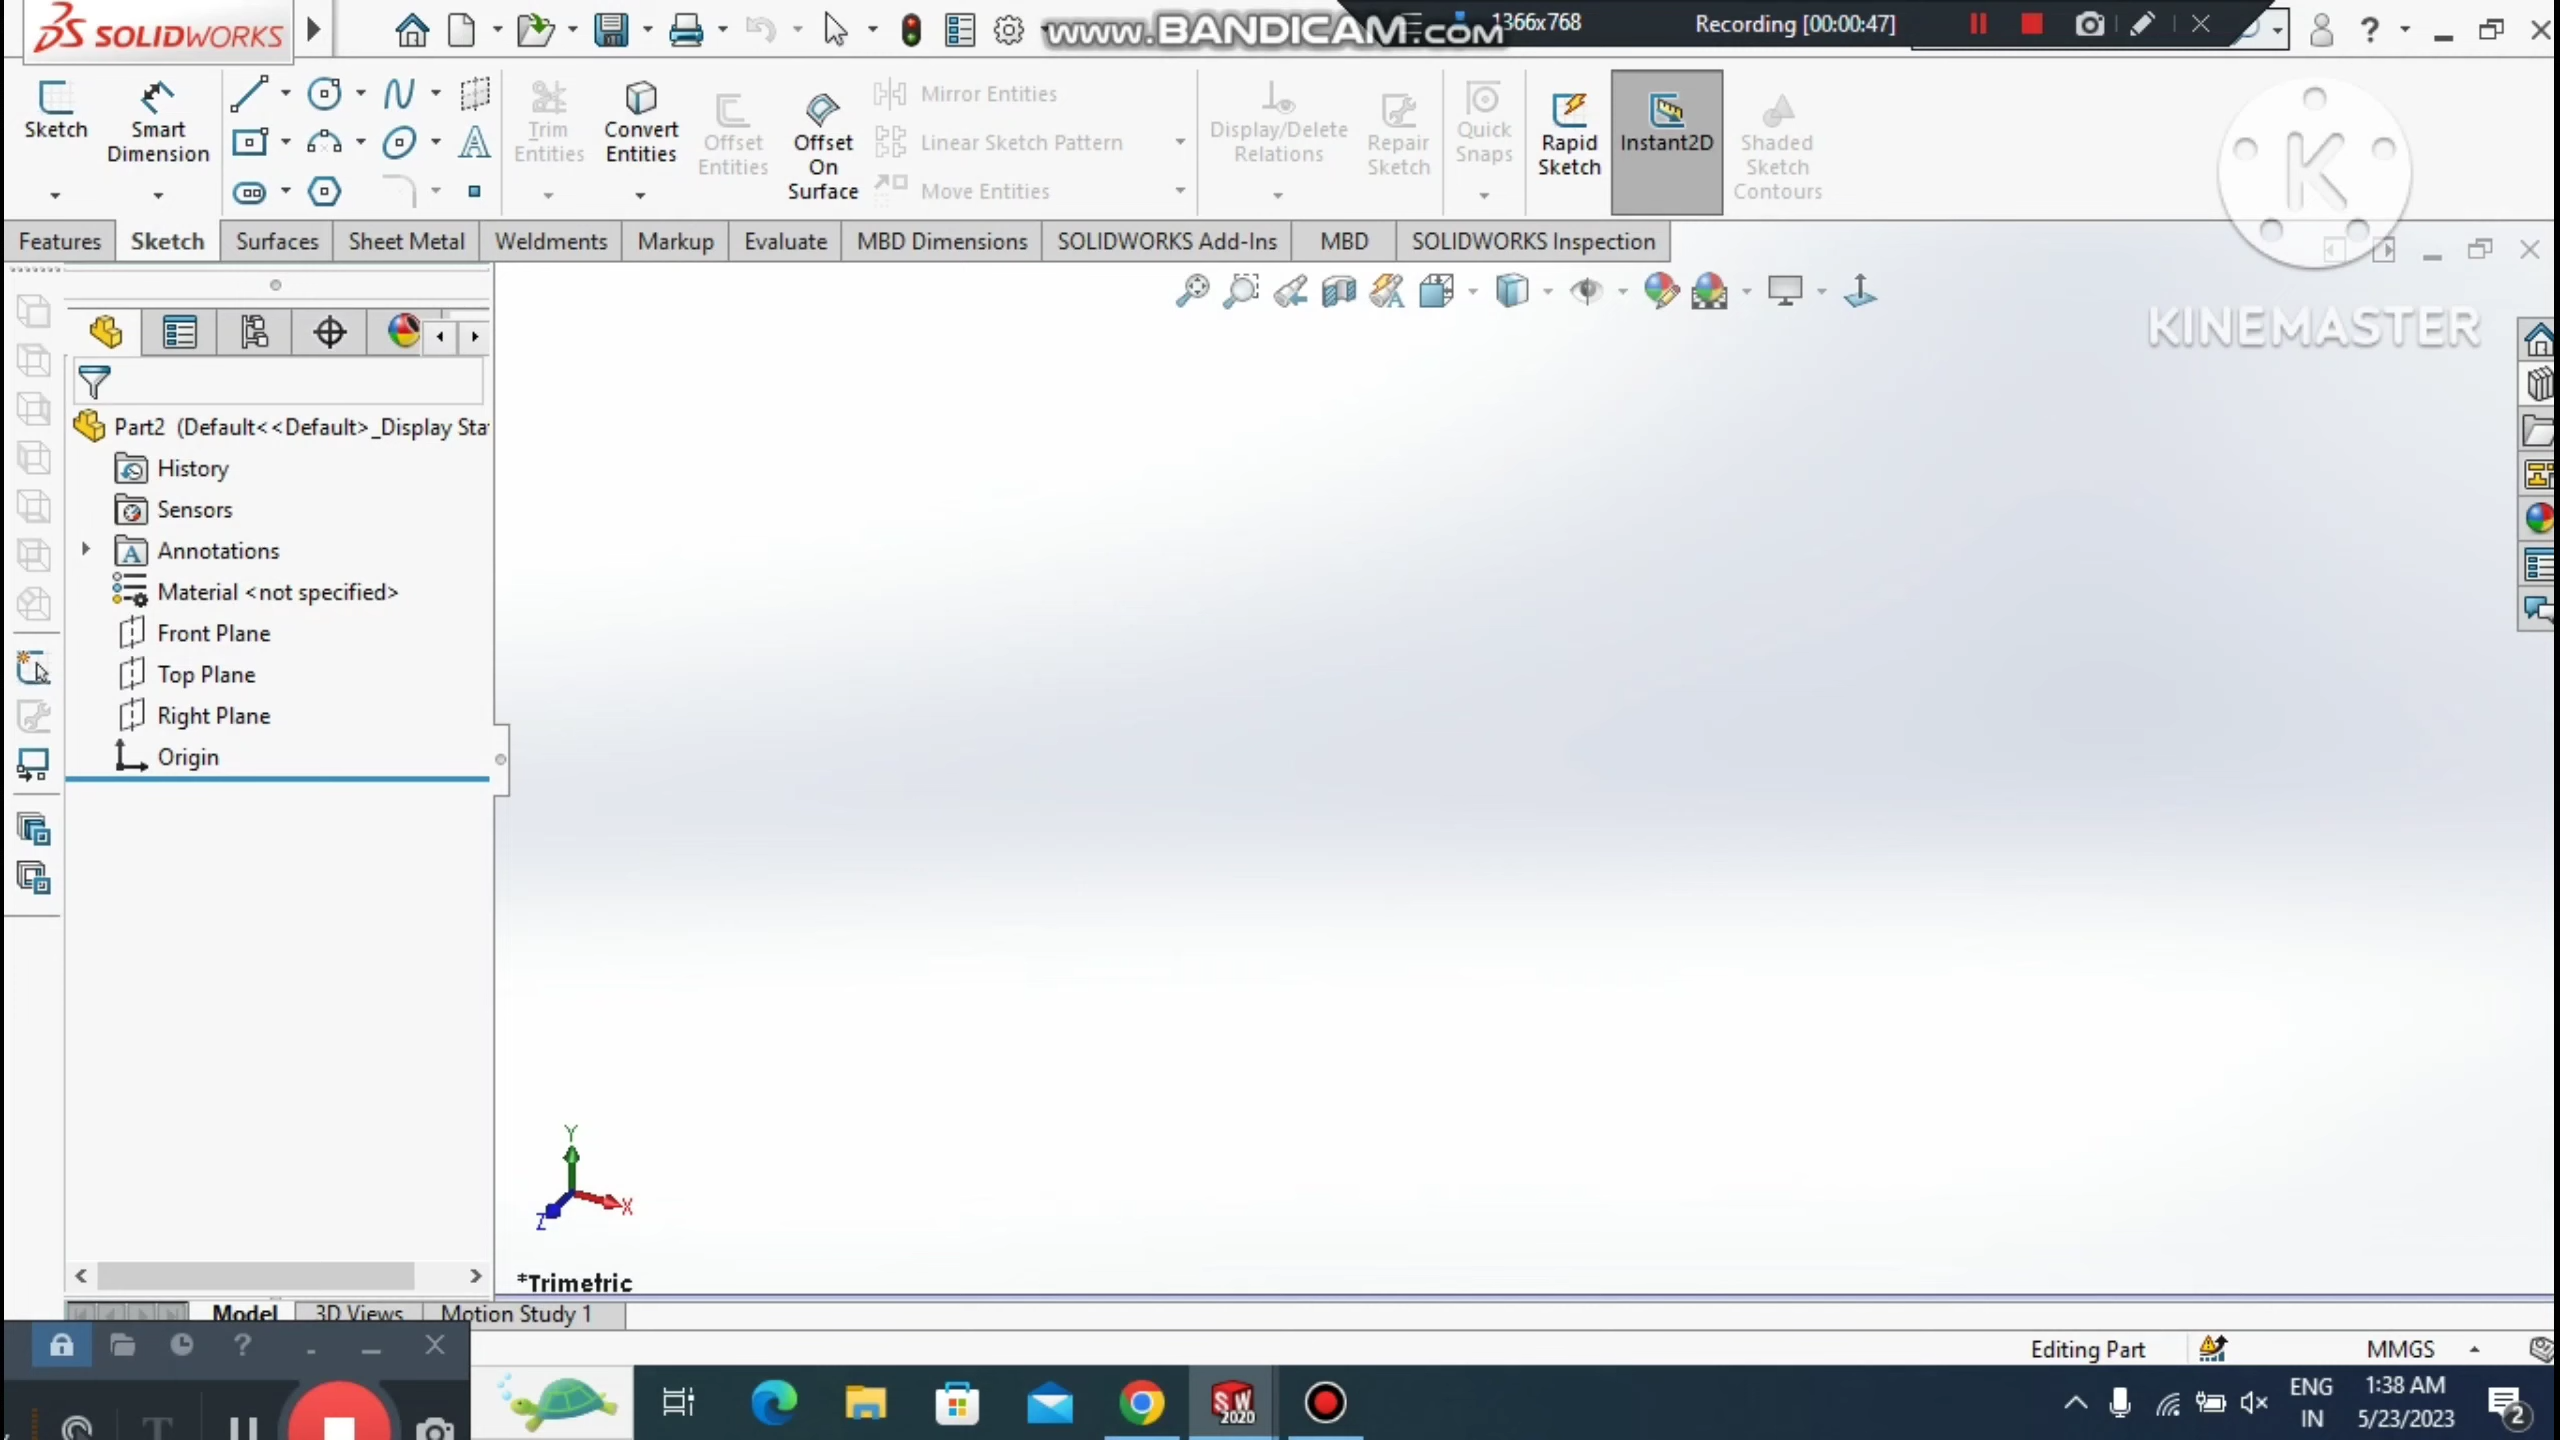 SOLIDWORKS
www.BANDICAM.com
1366x768
Recording [00:00:47]
Sketch
Smart
Dimension
Trim
Entities
Convert
Entities
Offset
Entities
Offset
On
Surface
Mirror Entities
Linear Sketch Pattern
Move Entities
Display/Delete
Relations
Repair
Sketch
Quick
Snaps
Rapid
Sketch
Instant2D
Shaded
Sketch
Contours
K
KINEMASTER
Features
Sketch
Surfaces
Sheet Metal
Weldments
Markup
Evaluate
MBD Dimensions
SOLIDWORKS Add-Ins
MBD
SOLIDWORKS Inspection
Part2 (Default<<Default>_Display Sta
History
Sensors
Annotations
Material <not specified>
Front Plane
Top Plane
Right Plane
Origin
Y
X
Z
*Trimetric
Model
3D Views
Motion Study 1
Editing Part
MMGS
SW
2020
ENG
IN
1:38 AM
5/23/2023
2